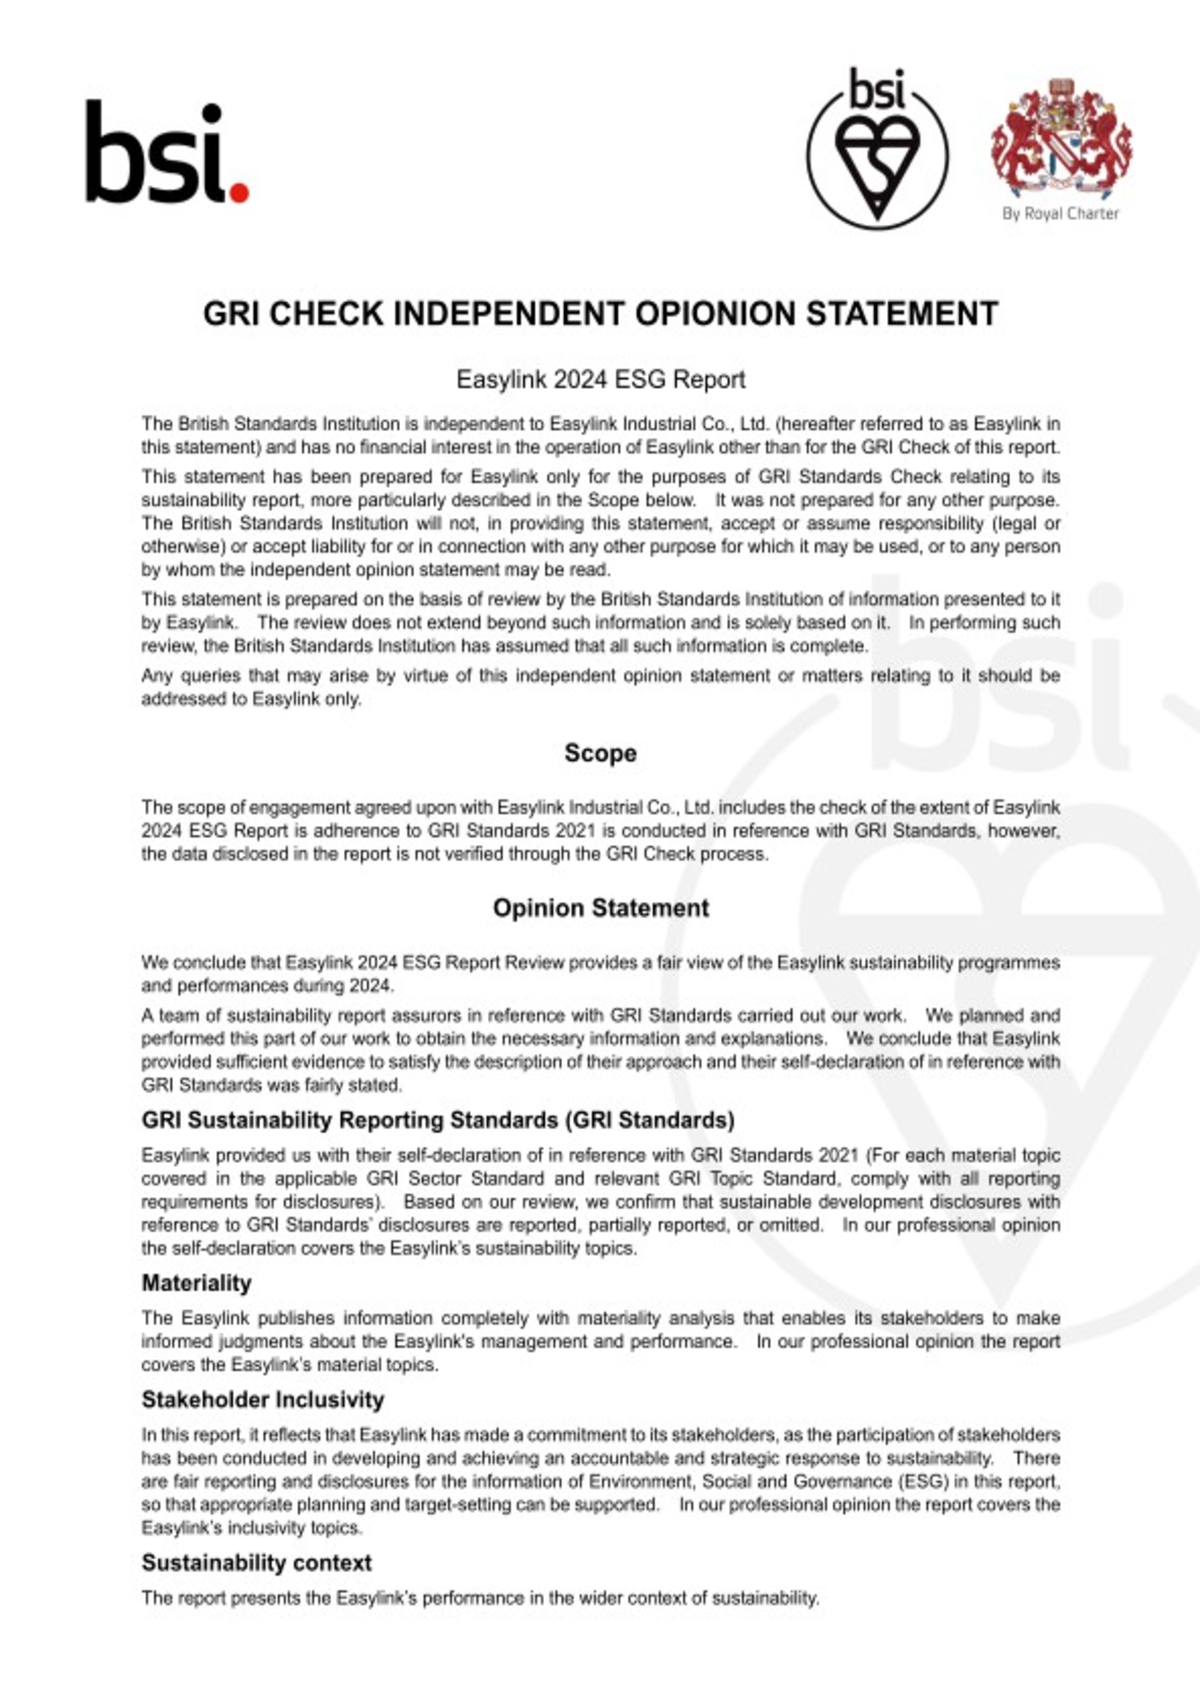 bsi.
bsi
By Royal Charter
GRI CHECK INDEPENDENT OPIONION STATEMENT
Easylink 2024 ESG Report
The British Standards Institution is independent to Easylink Industrial Co., Ltd. (hereafter referred to as Easylink in
this statement) and has no financial interest in the operation of Easylink other than for the GRI Check of this report.
This statement has been prepared for Easylink only for the purposes of GRI Standards Check relating to its
sustainability report, more particularly described in the Scope below. It was not prepared for any other purpose.
The British Standards Institution will not, in providing this statement, accept or assume responsibility (legal or
otherwise) or accept liability for or in connection with any other purpose for which it may be used, or to any person
by whom the independent opinion statement may be read.
This statement is prepared on the basis of review by the British Standards Institution of information presented to it
by Easylink. The review does not extend beyond such information and is solely based on it. In performing such
review, the British Standards Institution has assumed that all such information is complete.
Any queries that may arise by virtue of this independent opinion statement or matters relating to it should be
addressed to Easylink only.
bsi
Scope
The scope of engagement agreed upon with Easylink Industrial Co., Ltd. includes the check of the extent of Easylink
2024 ESG Report is adherence to GRI Standards 2021 is conducted in reference with GRI Standards, however,
the data disclosed in the report is not verified through the GRI Check process.
Opinion Statement
We conclude that Easylink 2024 ESG Report Review provides a fair view of the Easylink sustainability programmes
and performances during 2024.
A team of sustainability report assurors in reference with GRI Standards carried out our work. We planned and
performed this part of our work to obtain the necessary information and explanations. We conclude that Easylink
provided sufficient evidence to satisfy the description of their approach and their self-declaration of in reference with
GRI Standards was fairly stated.
GRI Sustainability Reporting Standards (GRI Standards)
Easylink provided us with their self-declaration of in reference with GRI Standards 2021 (For each material topic
covered in the applicable GRI Sector Standard and relevant GRI Topic Standard, comply with all reporting
requirements for disclosures). Based on our review, we confirm that sustainable development disclosures with
reference to GRI Standards' disclosures are reported, partially reported, or omitted. In our professional opinion
the self-declaration covers the Easylink's sustainability topics.
Materiality
The Easylink publishes information completely with materiality analysis that enables its stakeholders to make
informed judgments about the Easylink's management and performance. In our professional opinion the report
covers the Easylink's material topics.
Stakeholder Inclusivity
In this report, it reflects that Easylink has made a commitment to its stakeholders, as the participation of stakeholders
has been conducted in developing and achieving an accountable and strategic response to sustainability. There
are fair reporting and disclosures for the information of Environment, Social and Governance (ESG) in this report,
so that appropriate planning and target-setting can be supported. In our professional opinion the report covers the
Easylink's inclusivity topics.
Sustainability context
The report presents the Easylink's performance in the wider context of sustainability.